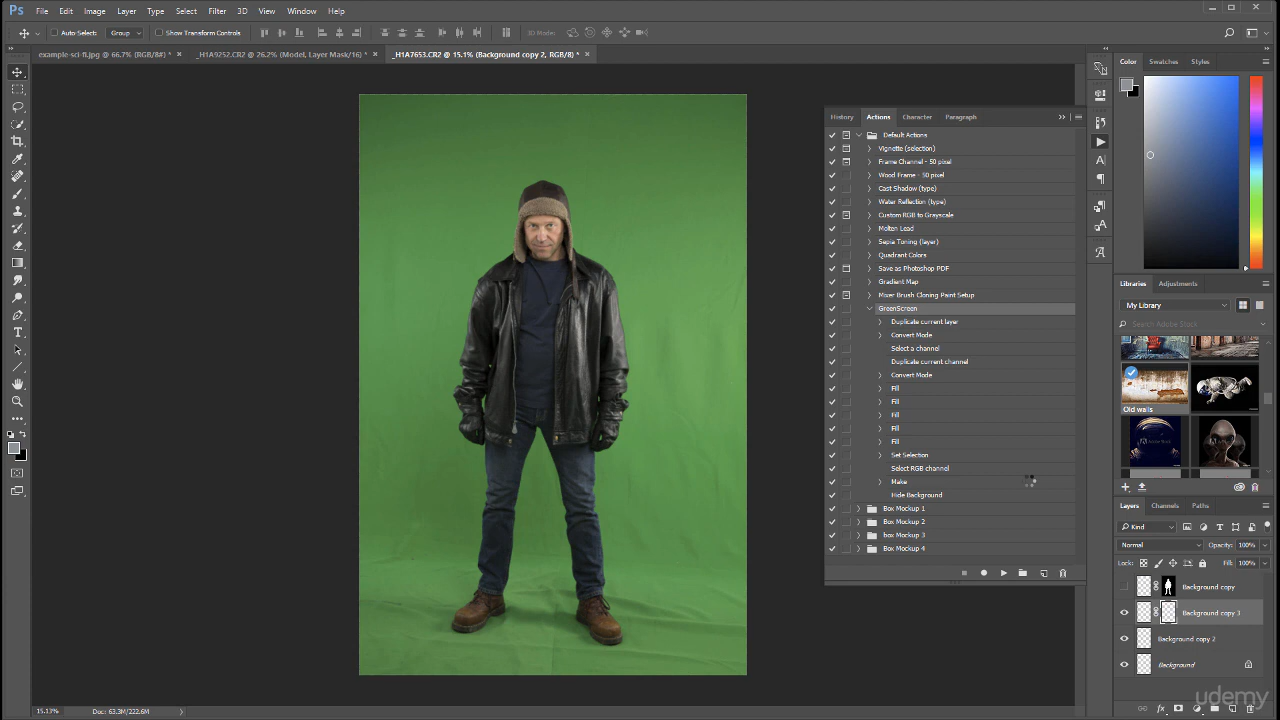 Ps File Edit Image Layer Type Select Filter 3D View Window Help
Auto-Select: Group Show Transform Controls 3D Mode:
example-sci-fi.jpg @ 66.7% (RGB/8#) * × _H1A9252.CR2 @ 26.2% (Model, Layer Mask/16) * × _H1A7653.CR2 @ 15.1% (Background copy 2, RGB/8) * ×
Color Swatches Styles
History Actions Character Paragraph
Default Actions
Vignette (selection)
Frame Channel - 50 pixel
Wood Frame - 50 pixel
Cast Shadow (type)
Water Reflection (type)
Custom RGB to Grayscale
Molten Lead
Sepia Toning (layer)
Quadrant Colors
Save as Photoshop PDF
Gradient Map
Mixer Brush Cloning Paint Setup
GreenScreen
Duplicate current layer
Convert Mode
Select a channel
Duplicate current channel
Convert Mode
Fill
Fill
Fill
Fill
Fill
Set Selection
Select RGB channel
Make
Hide Background
Box Mockup 1
Box Mockup 2
box Mockup 3
Box Mockup 4
Libraries Adjustments
My Library
Search Adobe Stock
Old walls
Layers Channels Paths
Kind
Normal Opacity: 100%
Lock: Fill: 100%
Background copy
Background copy 3
Background copy 2
Background
15.13% Doc: 63.3M/222.6M
udemy